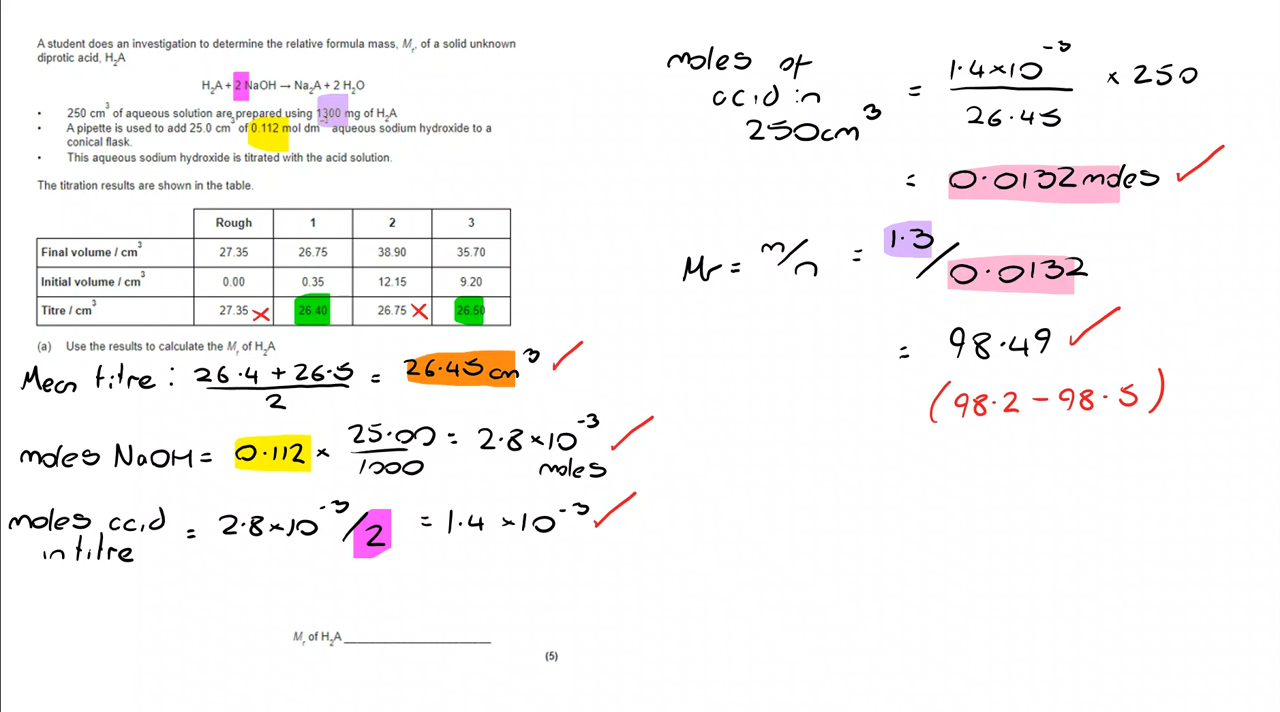 A student does an investigation to determine the relative formula mass, Mr, of a solid unknown
diprotic acid, H2A
H2A + 2 NaOH → Na2A + 2 H2O
• 250 cm3 of aqueous solution are prepared using 1300 mg of H2A
• A pipette is used to add 25.0 cm3 of 0.112 mol dm−3 aqueous sodium hydroxide to a
conical flask.
• This aqueous sodium hydroxide is titrated with the acid solution.
The titration results are shown in the table.
Rough 1 2 3
Final volume / cm3 27.35 26.75 38.90 35.70
Initial volume / cm3 0.00 0.35 12.15 9.20
Titre / cm3 27.35 × 26.40 26.75 × 26.50
(a) Use the results to calculate the Mr of H2A
Mean titre : 26.4 + 26.5 / 2 = 26.45 cm3 ✓
moles NaOH = 0.112 × 25.00 / 1000 = 2.8 × 10−3 ✓
moles
moles acid = 2.8 × 10−3 / 2 = 1.4 × 10−3 ✓
in titre
Mr of H2A
(5)
moles of
acid in = 1.4 × 10−3 / 26.45 × 250
250cm3
= 0.0132 moles ✓
Mr = m/n = 1.3 / 0.0132
= 98.49 ✓
(98.2 – 98.5)